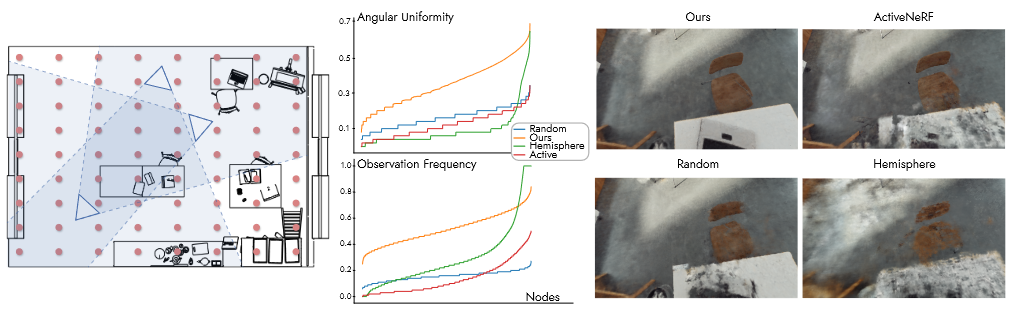 Angular Uniformity
0.7
0.5
0.3
0.1
Random
Ours
Hemisphere
Active
Observation Frequency
1.0
0.8
0.6
0.4
0.2
0.0
Nodes
Ours
ActiveNeRF
Random
Hemisphere